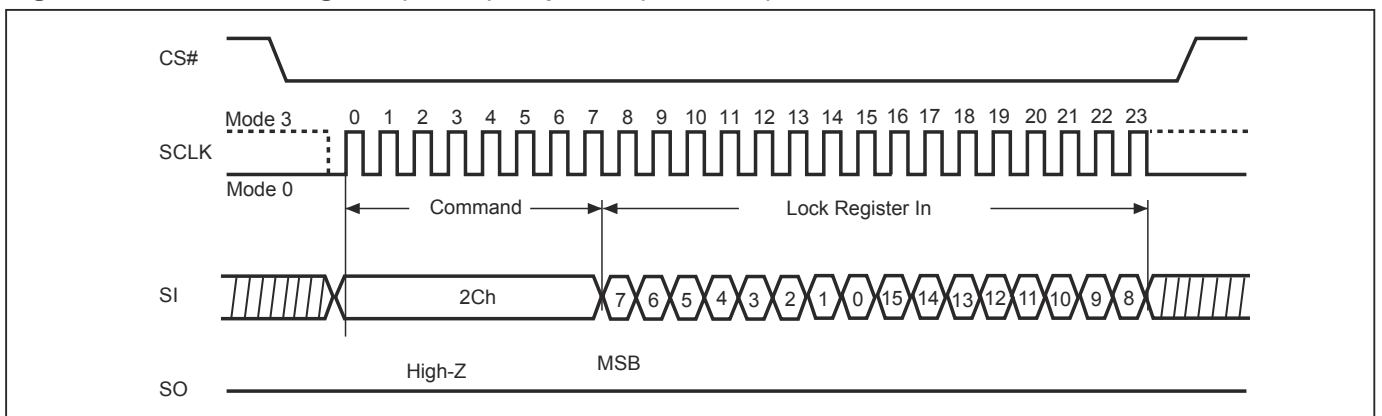 CS#
Mode 3
0 1 2 3 4 5 6 7 8 9 10 11 12 13 14 15 16 17 18 19 20 21 22 23
SCLK
Mode 0
Command
Lock Register In
SI
2Ch
7 6 5 4 3 2 1 0 15 14 13 12 11 10 9 8
High-Z
MSB
SO